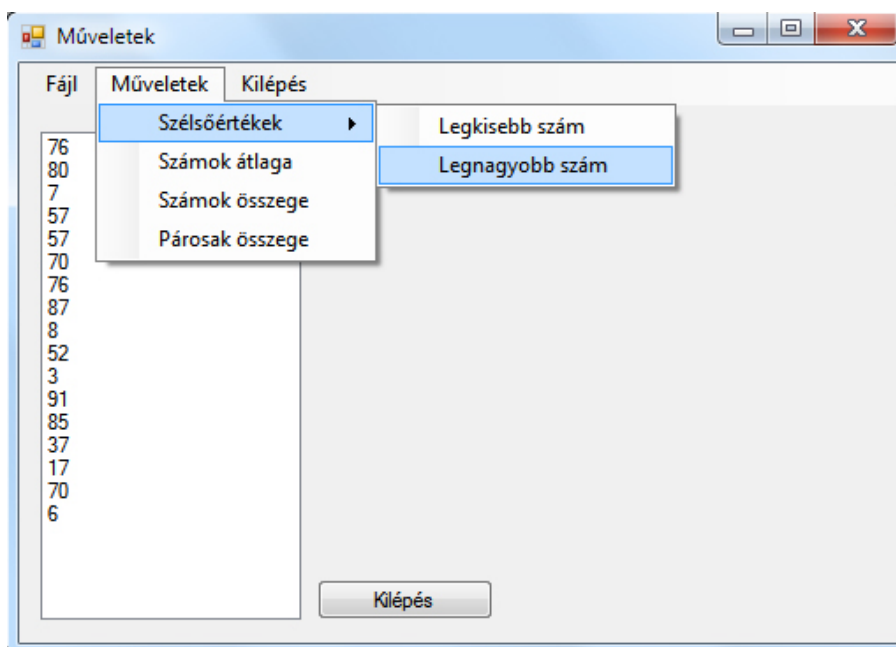 Műveletek
Fájl Műveletek Kilépés
Szélsőértékek
Számok átlaga
Számok összege
Párosak összege
Legkisebb szám
Legnagyobb szám
76
80
7
57
57
70
76
87
8
52
3
91
85
37
17
70
6
Kilépés